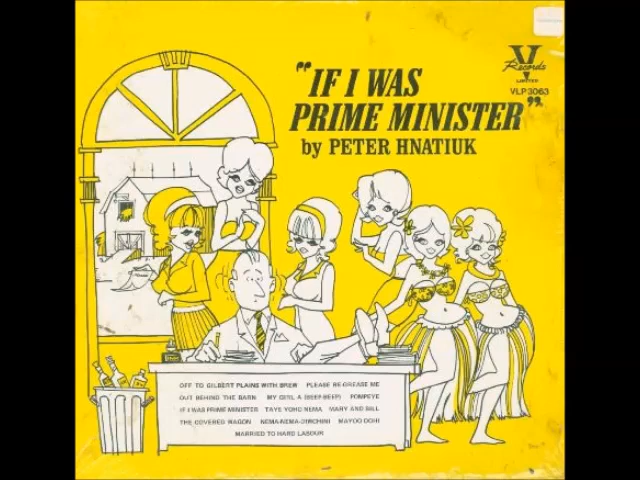 "IF I WAS
PRIME MINISTER"
by PETER HNATIUK
V
Records
LIMITED
VLP 3063
OFF TO GILBERT PLAINS WITH BREW PLEASE RE-GREASE ME
OUT BEHIND THE BARN MY GIRL A (BEEP-BEEP) POMPEYE
IF I WAS PRIME MINISTER TAYE YOHO NEMA MARY AND BILL
THE COVERED WAGON NEMA-NEMA-DIWCHINI MAYOO DOHI
MARRIED TO HARD LABOUR